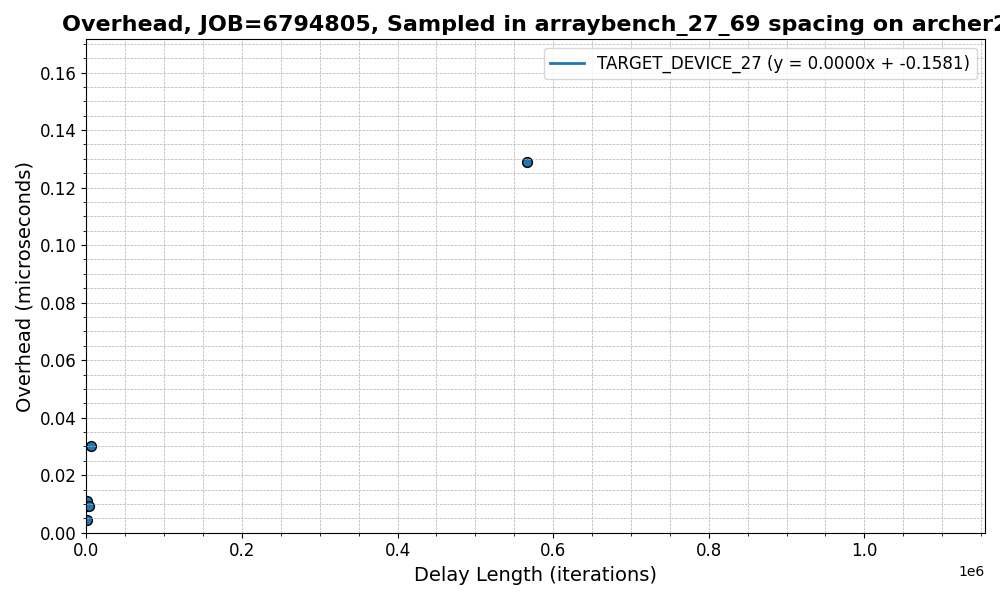 Overhead, JOB=6794805, Sampled in arraybench_27_69 spacing on archer2
TARGET_DEVICE_27 (y = 0.0000x + -0.1581)
Overhead (microseconds)
0.16
0.14
0.12
0.10
0.08
0.06
0.04
0.02
0.00
0.0 0.2 0.4 0.6 0.8 1.0
1e6
Delay Length (iterations)